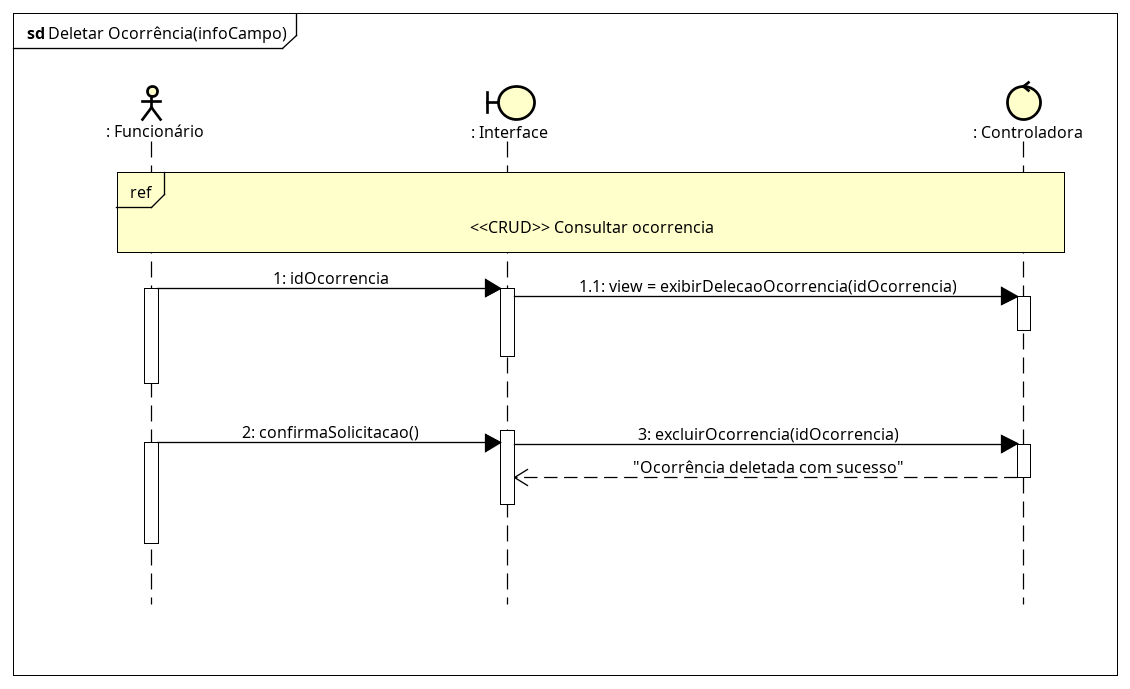 sd Deletar Ocorrência(infoCampo)
: Funcionário
: Interface
: Controladora
ref
<<CRUD>> Consultar ocorrencia
1: idOcorrencia
1.1: view = exibirDelecaoOcorrencia(idOcorrencia)
2: confirmaSolicitacao()
3: excluirOcorrencia(idOcorrencia)
"Ocorrência deletada com sucesso"